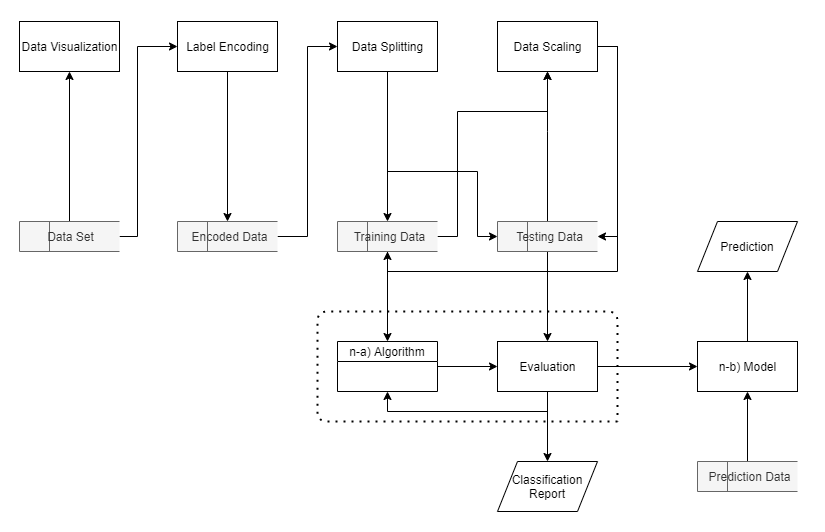 Data Visualization
Label Encoding
Data Splitting
Data Scaling
Data Set
Encoded Data
Training Data
Testing Data
Prediction
n-a) Algorithm
Evaluation
n-b) Model
Classification
Report
Prediction Data